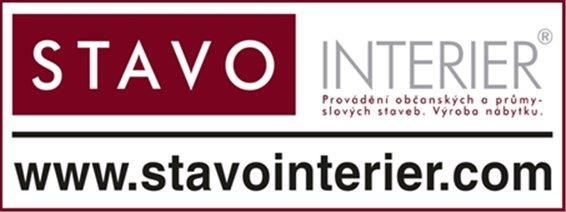 STAVO INTERIER®
Provádění občanských a průmy-
slových staveb. Výroba nábytku.
www.stavointerier.com